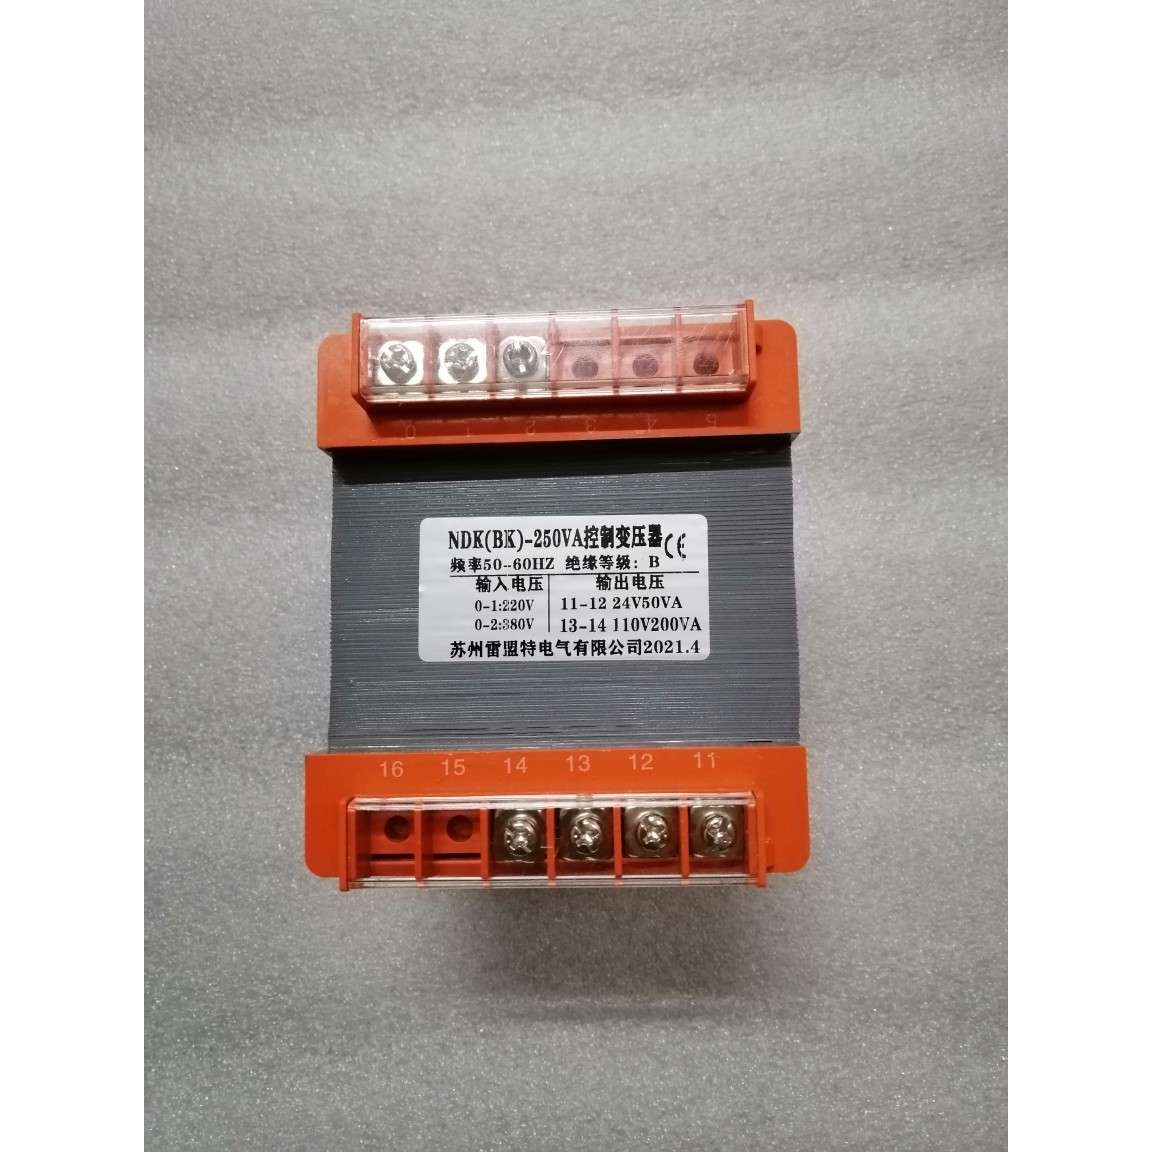 0 1 2 3 4 5
NDK(BK)-250VA控制变压器 CE
频率50--60HZ 绝缘等级: B
输入电压 输出电压
0-1:220V 11-12 24V50VA
0-2:380V 13-14 110V200VA
苏州雷盟特电气有限公司2021.4
16 15 14 13 12 11